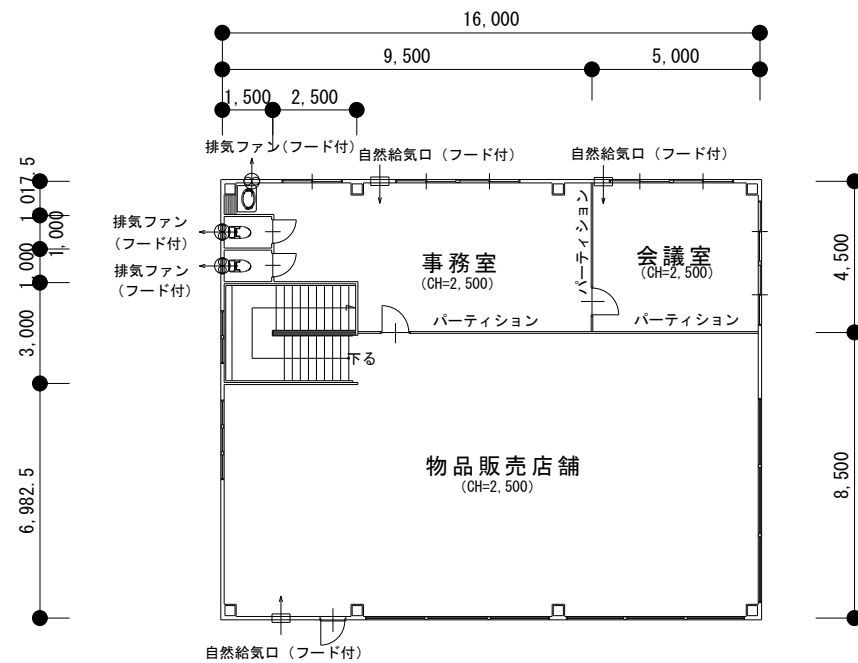 16,000
9,500
5,000
1,500
2,500
排気ファン(フード付)
自然給気口（フード付）
自然給気口（フード付）
1,017.5
1,000
1,000
3,000
6,982.5
排気ファン
（フード付）
排気ファン
（フード付）
事務室
(CH=2,500)
パーティション
会議室
(CH=2,500)
パーティション
パーティション
下る
4,500
8,500
物品販売店舗
(CH=2,500)
自然給気口（フード付）